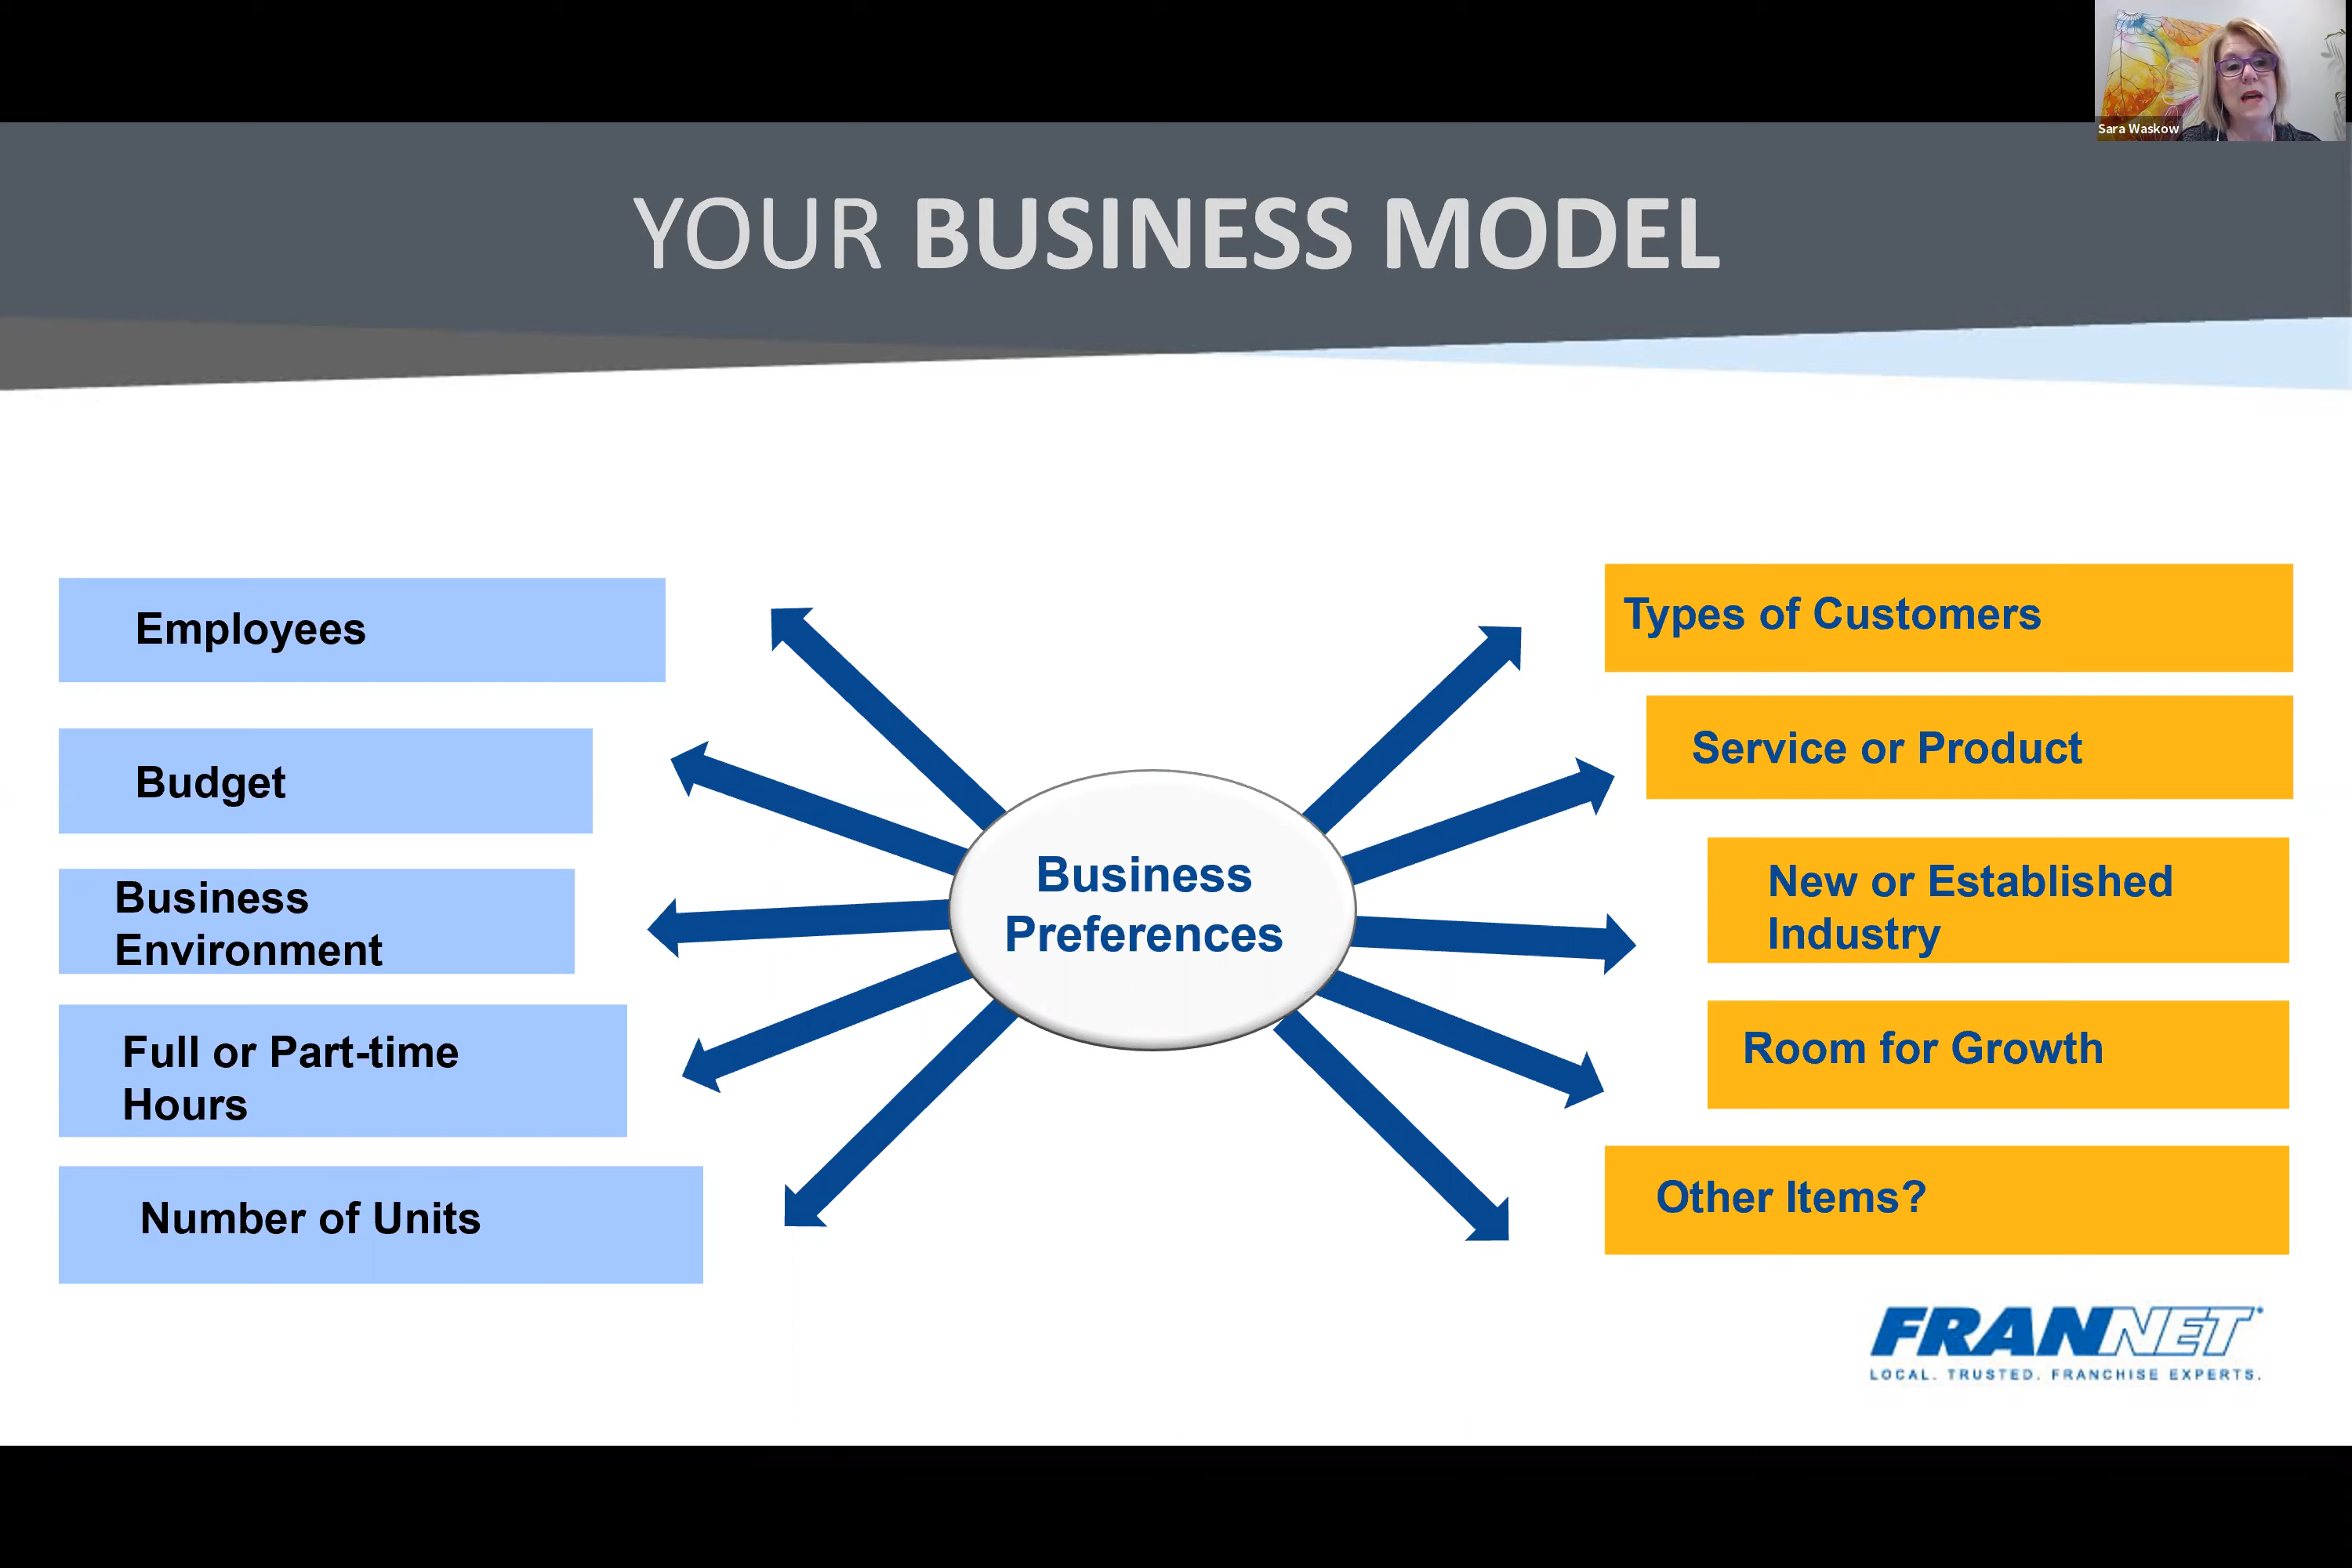 Sara Waskow
YOUR BUSINESS MODEL
Employees
Budget
Business
Environment
Full or Part-time
Hours
Number of Units
Business
Preferences
Types of Customers
Service or Product
New or Established
Industry
Room for Growth
Other Items?
FRANNET
LOCAL. TRUSTED. FRANCHISE EXPERTS.